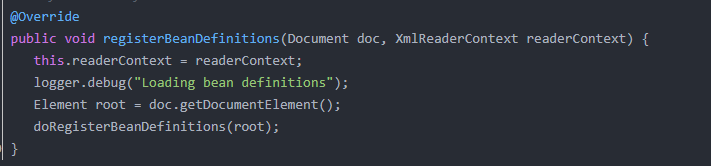 @Override
public void registerBeanDefinitions(Document doc, XmlReaderContext readerContext) {
this.readerContext = readerContext;
logger.debug("Loading bean definitions");
Element root = doc.getDocumentElement();
doRegisterBeanDefinitions(root);
}